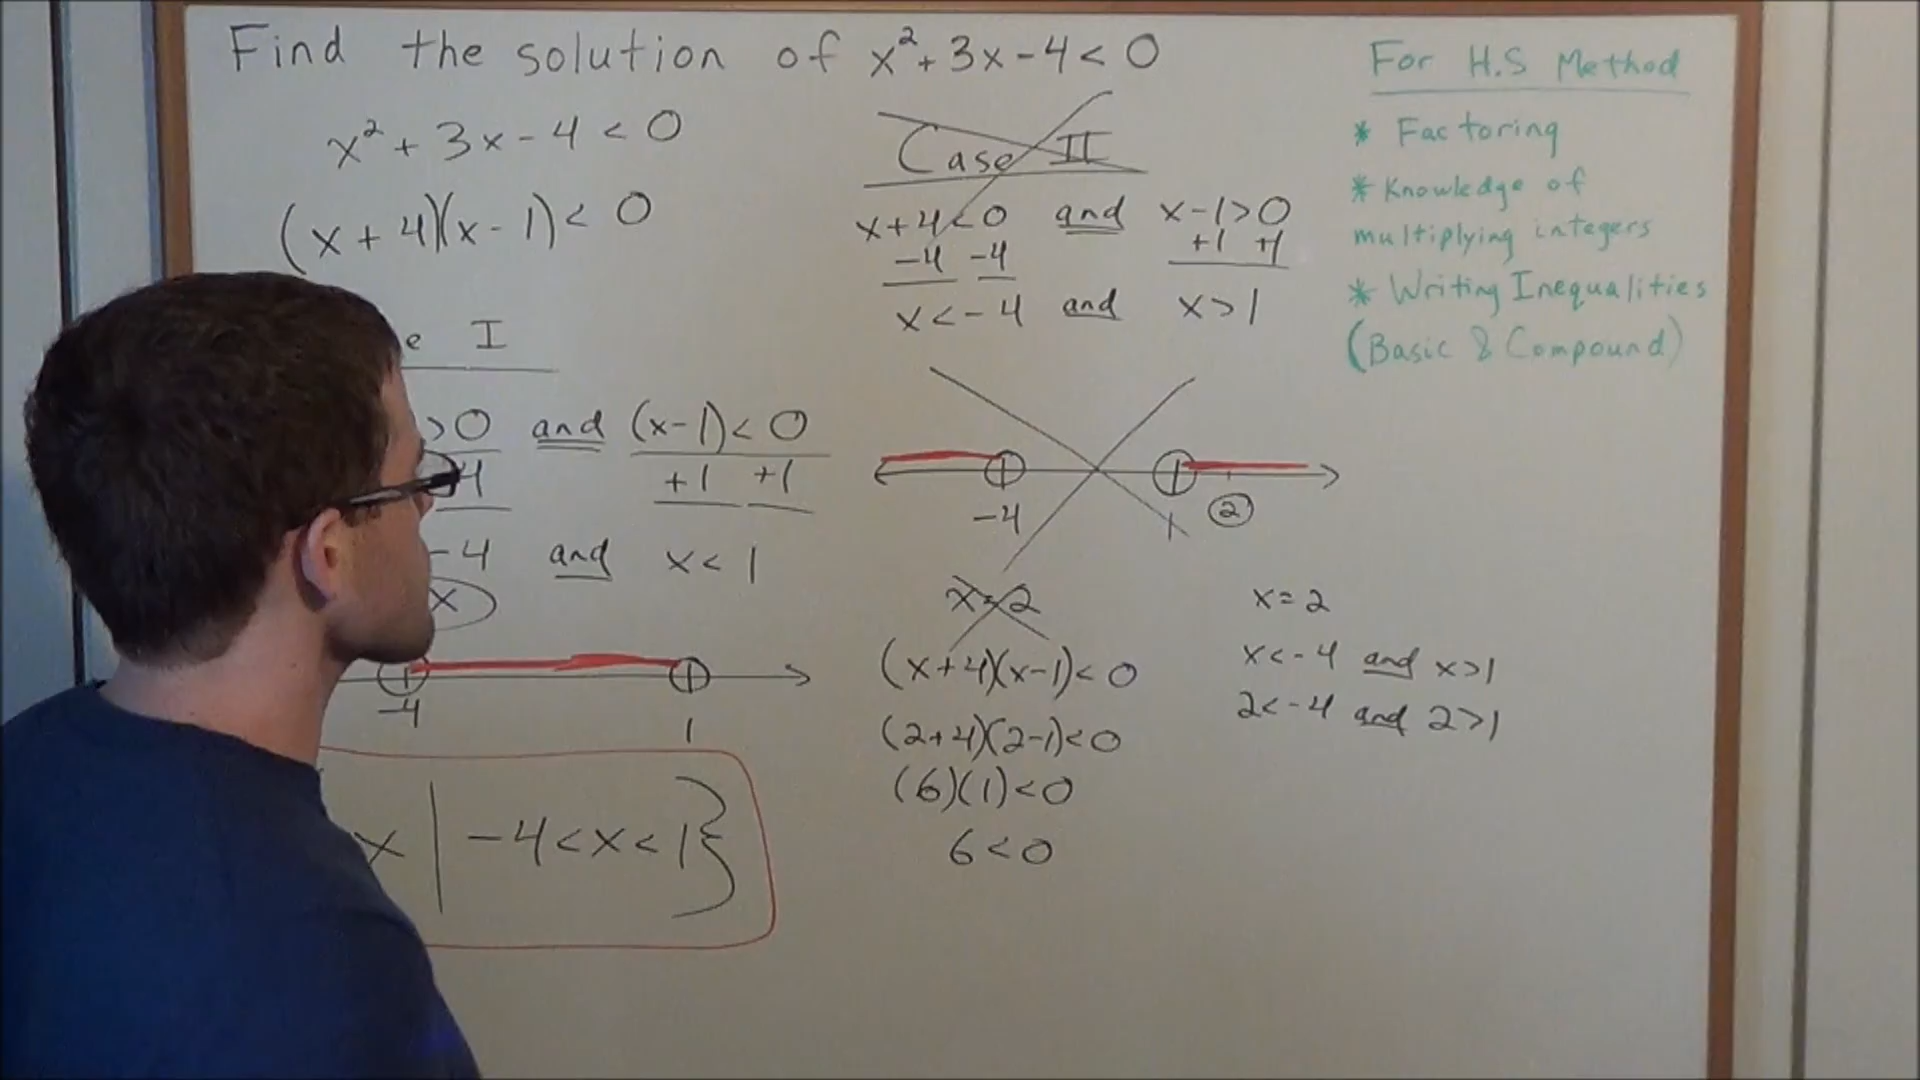 Find the solution of x²+3x-4<0
x²+3x-4<0
(x+4)(x-1)<0
e I
>0 and (x-1)<0
4 +1 +1
-4 and x<1
x
-4 1
x | -4<x<1}
Case II
x+4<0 and x-1>0
-4 -4 +1 +1
x<-4 and x>1
-4 1 2
x=2
(x+4)(x-1)<0
(2+4)(2-1)<0
(6)(1)<0
6<0
x=2
x<-4 and x>1
2<-4 and 2>1
For H.S Method
* Factoring
* Knowledge of
multiplying integers
* Writing Inequalities
(Basic & Compound)